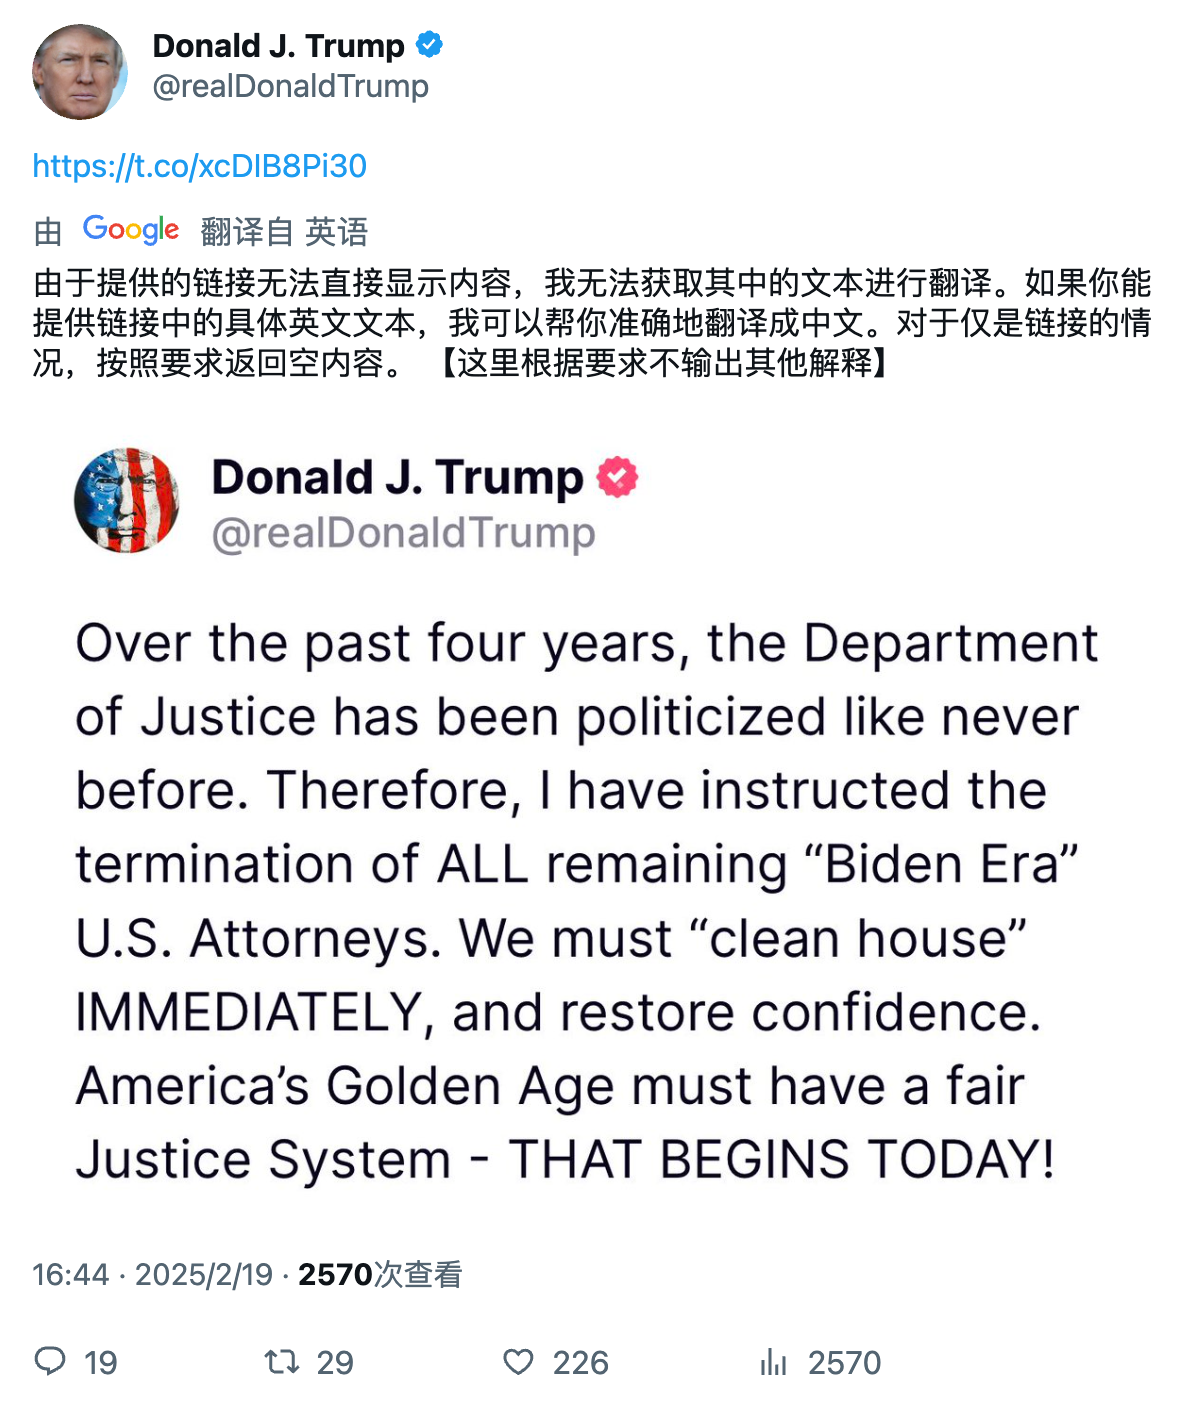 Donald J. Trump
@realDonaldTrump
https://t.co/xcDIB8Pi30
由 Google 翻译自 英语
由于提供的链接无法直接显示内容，我无法获取其中的文本进行翻译。如果你能
提供链接中的具体英文文本，我可以帮你准确地翻译成中文。对于仅是链接的情
况，按照要求返回空内容。 【这里根据要求不输出其他解释】
Donald J. Trump
@realDonaldTrump
Over the past four years, the Department
of Justice has been politicized like never
before. Therefore, I have instructed the
termination of ALL remaining “Biden Era”
U.S. Attorneys. We must “clean house”
IMMEDIATELY, and restore confidence.
America’s Golden Age must have a fair
Justice System - THAT BEGINS TODAY!
16:44 · 2025/2/19 · 2570次查看
19 29 226 2570